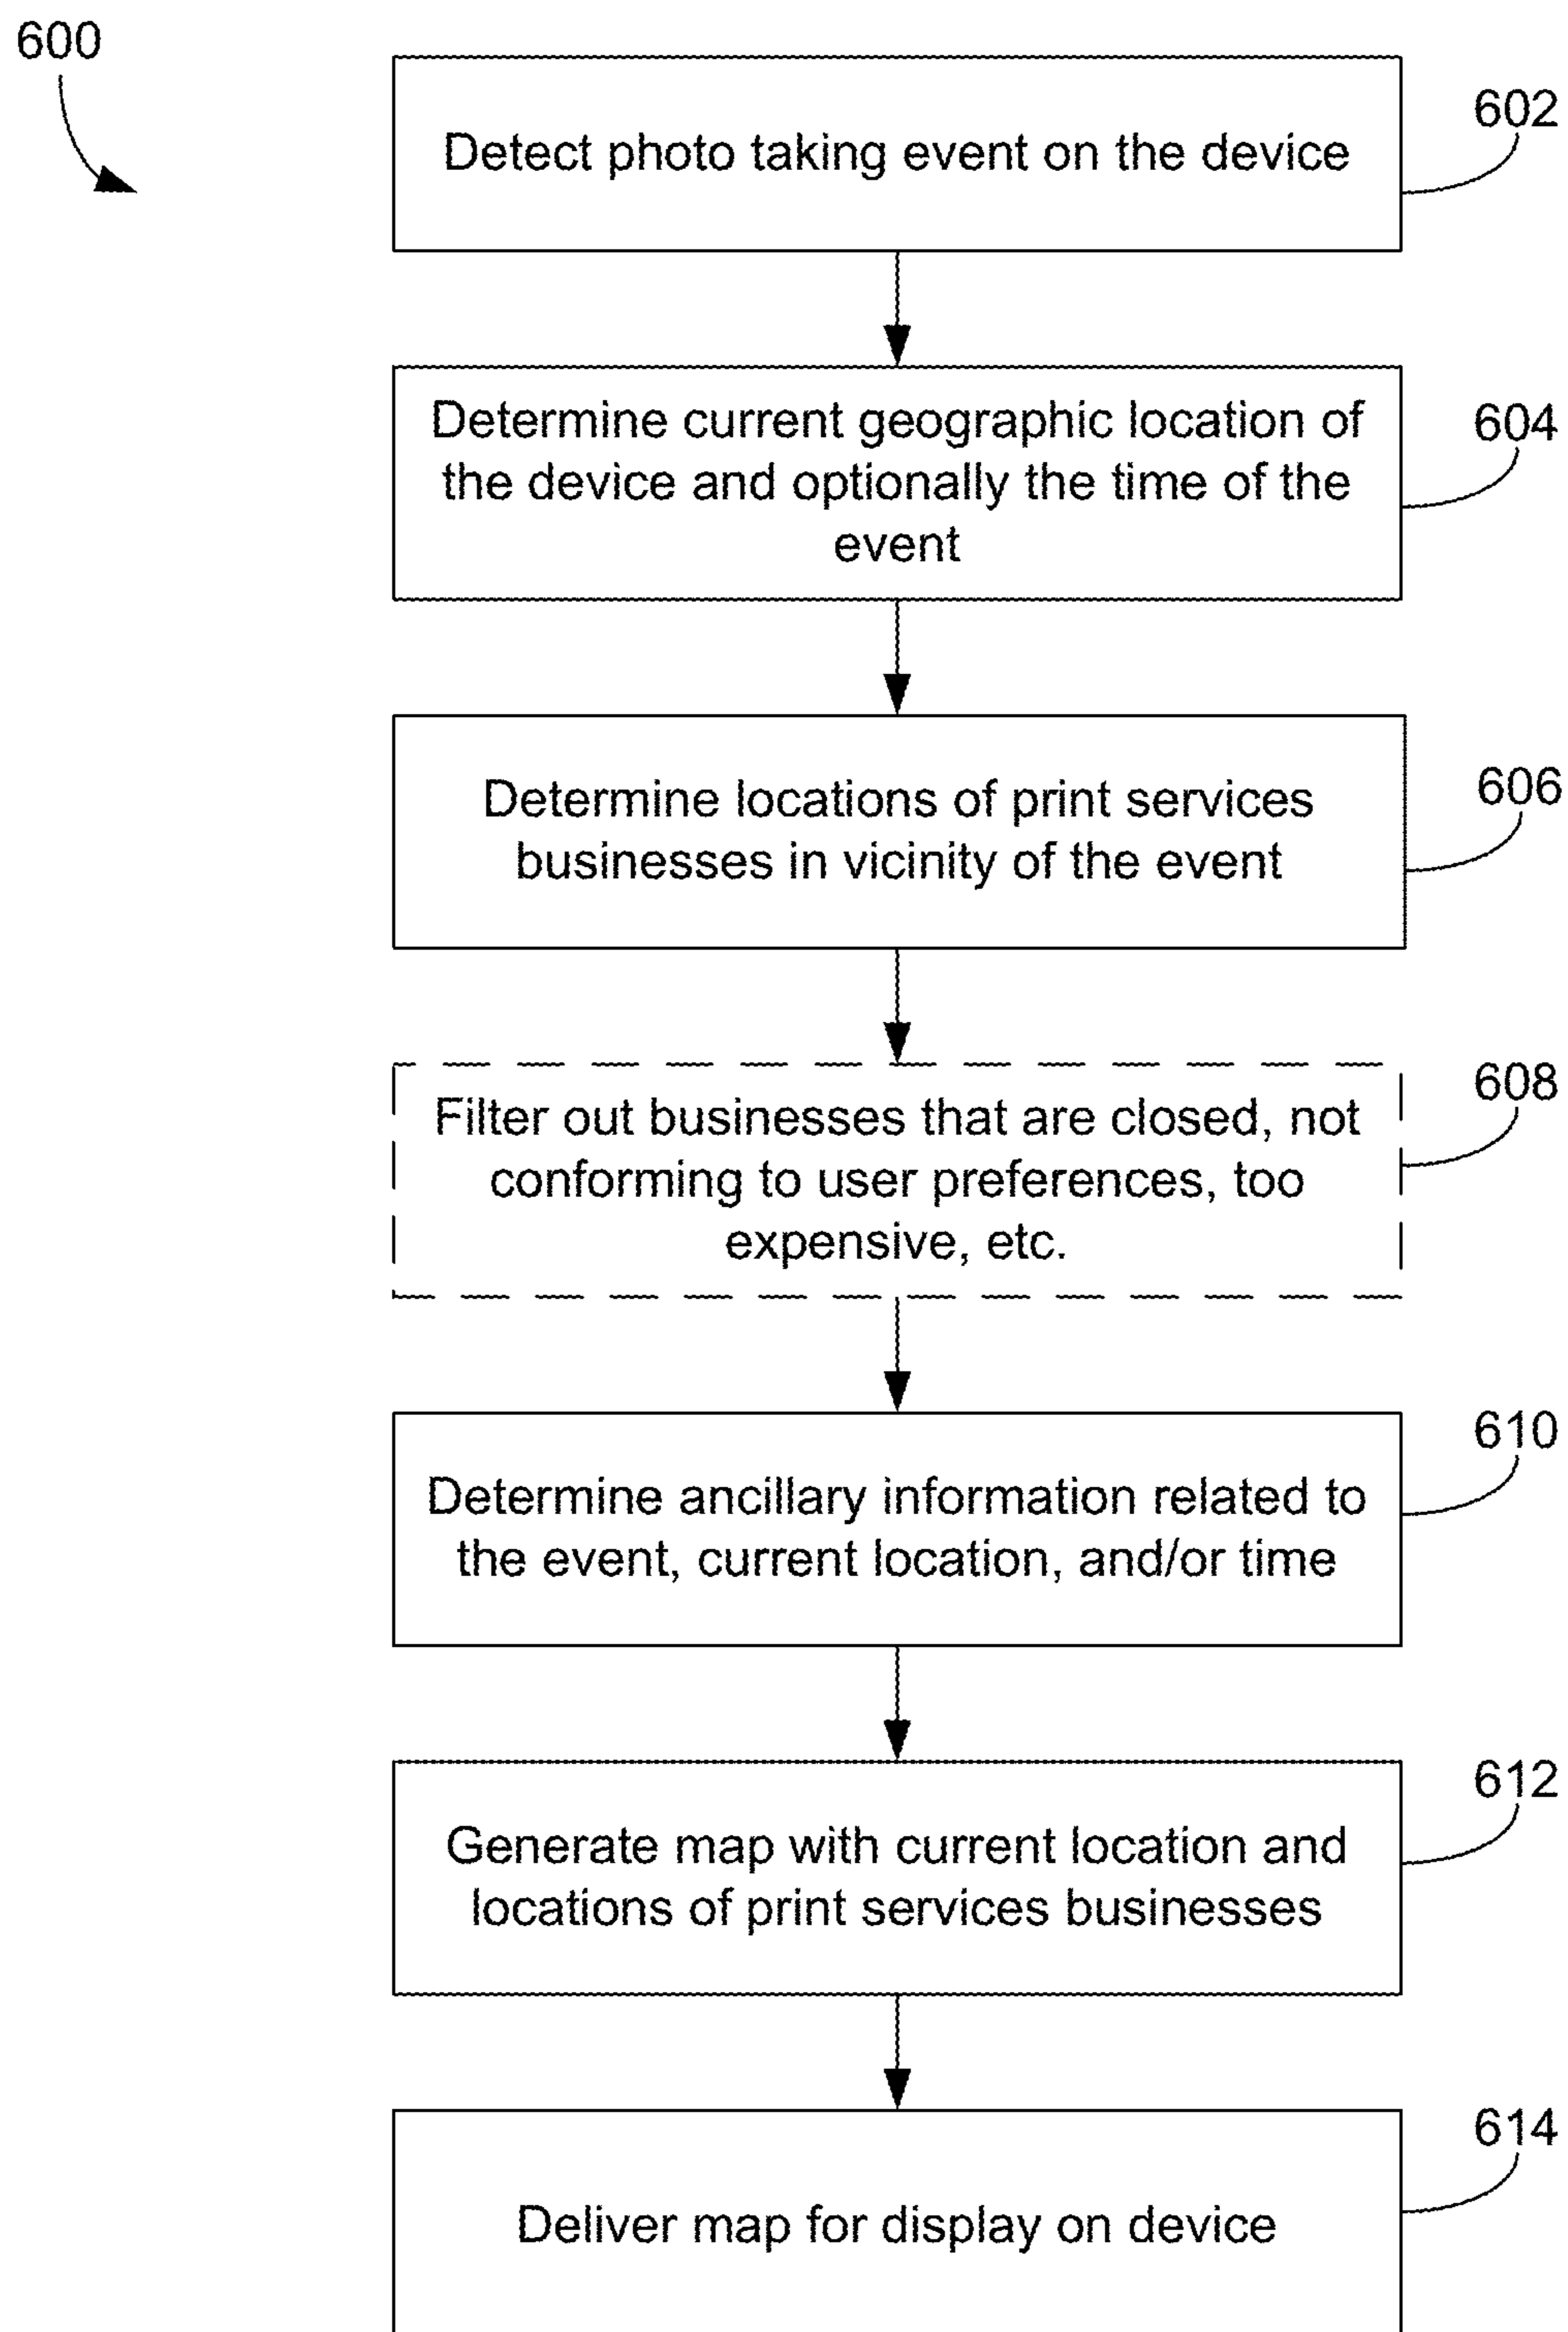 600
602
Detect photo taking event on the device
604
Determine current geographic location of
the device and optionally the time of the
event
606
Determine locations of print services
businesses in vicinity of the event
608
Filter out businesses that are closed, not
conforming to user preferences, too
expensive, etc.
610
Determine ancillary information related to
the event, current location, and/or time
612
Generate map with current location and
locations of print services businesses
614
Deliver map for display on device